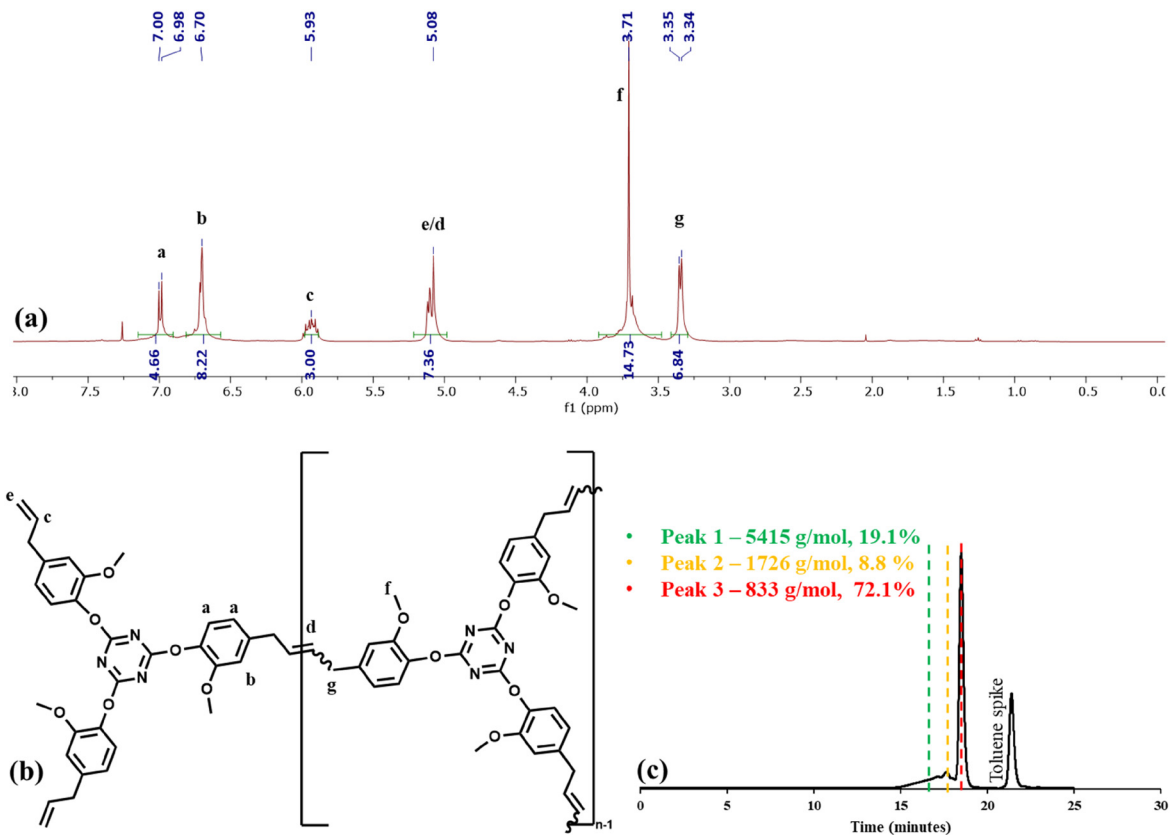 7.00 6.98 6.70 5.93 5.08 3.71 3.35 3.34
f
b
e/d
g
a
c
(a)
4.66 8.22 3.00 7.36 14.73 6.84
8.0 7.5 7.0 6.5 6.0 5.5 5.0 4.5 4.0 3.5 3.0 2.5 2.0 1.5 1.0 0.5 0.0
f1 (ppm)
e
c
O
O
O
N N
N
O
a a
b
O
d
f
O
g
O
N N
N
O
O
O
O
n-1
(b)
• Peak 1 – 5415 g/mol, 19.1%
• Peak 2 – 1726 g/mol, 8.8 %
• Peak 3 – 833 g/mol, 72.1%
Toluene spike
(c)
0 5 10 15 20 25 30
Time (minutes)